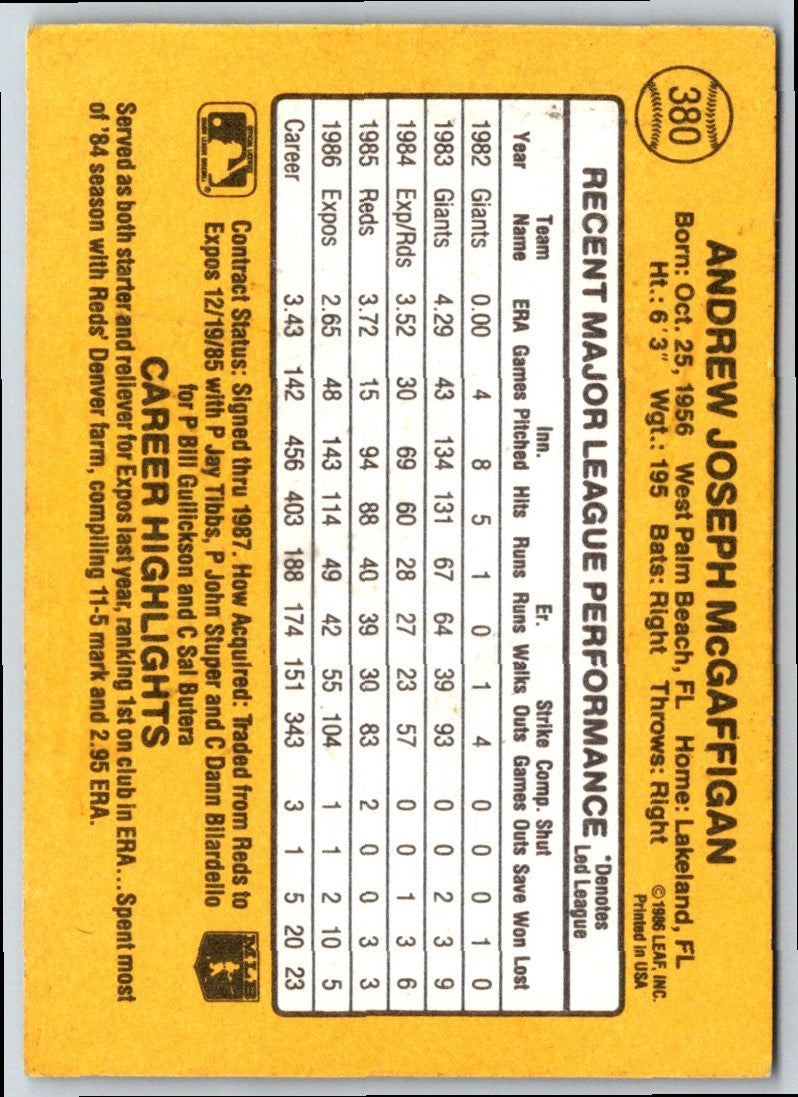 380
ANDREW JOSEPH McGAFFIGAN
Born: Oct. 25, 1956 West Palm Beach, FL Home: Lakeland, FL
Ht.: 6'3" Wgt.: 195 Bats: Right Throws: Right
©1986 LEAF, INC.
Printed in USA
RECENT MAJOR LEAGUE PERFORMANCE *Denotes Led League
Team Inn. Er. Strike Comp. Shut
Year Name ERA Games Pitched Hits Runs Runs Walks Outs Games Outs Save Won Lost
1982 Giants 0.00 4 8 5 1 0 1 4 0 0 0 1 0
1983 Giants 4.29 43 134 131 67 64 39 93 0 0 2 3 9
1984 Exp/Rds 3.52 30 69 60 28 27 23 57 0 0 1 3 6
1985 Reds 3.72 15 94 88 40 39 30 83 2 0 0 3 3
1986 Expos 2.65 48 143 114 49 42 55 104 1 1 2 10 5
Career 3.43 142 456 403 188 174 151 343 3 1 5 20 23
Contract Status: Signed thru 1987. How Acquired: Traded from Reds to
Expos 12/19/85 with P Jay Tibbs, P John Stuper and C Dann Bilardello
for P Bill Gullickson and C Sal Butera
MLB
CAREER HIGHLIGHTS
Served as both starter and reliever for Expos last year, ranking 1st on club in ERA...Spent most
of '84 season with Reds' Denver farm, compiling 11-5 mark and 2.95 ERA.